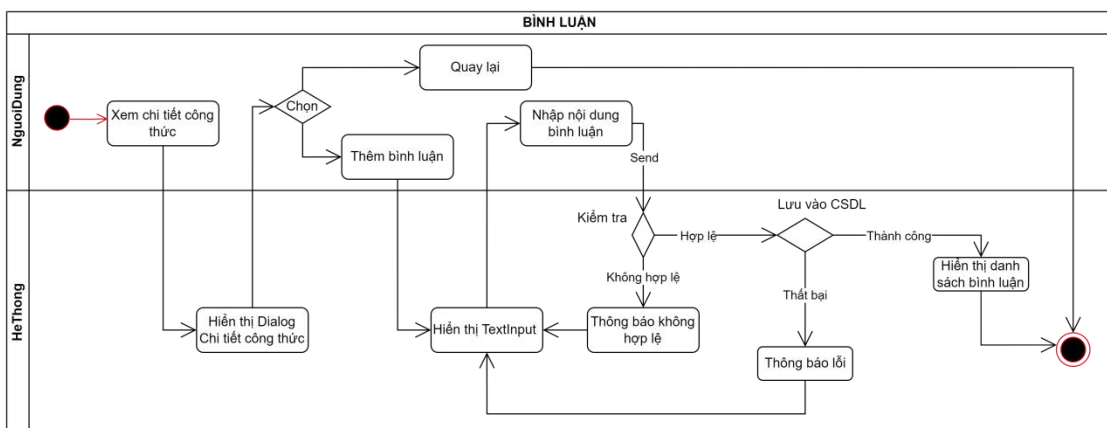 BÌNH LUẬN
NguoiDung
Xem chi tiết công
thức
Chọn
Quay lại
Thêm bình luận
Nhập nội dung
bình luận
Send
HeThong
Hiển thị Dialog
Chi tiết công thức
Hiển thị TextInput
Kiểm tra
Hợp lệ
Không hợp lệ
Thông báo không
hợp lệ
Lưu vào CSDL
Thành công
Thất bại
Thông báo lỗi
Hiển thị danh
sách bình luận